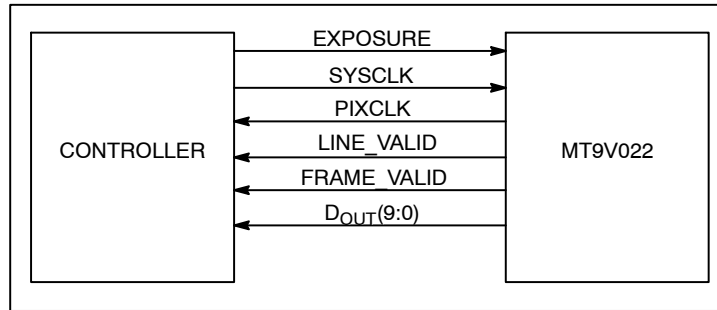 EXPOSURE
SYSCLK
PIXCLK
CONTROLLER
LINE_VALID
MT9V022
FRAME_VALID
DOUT(9:0)